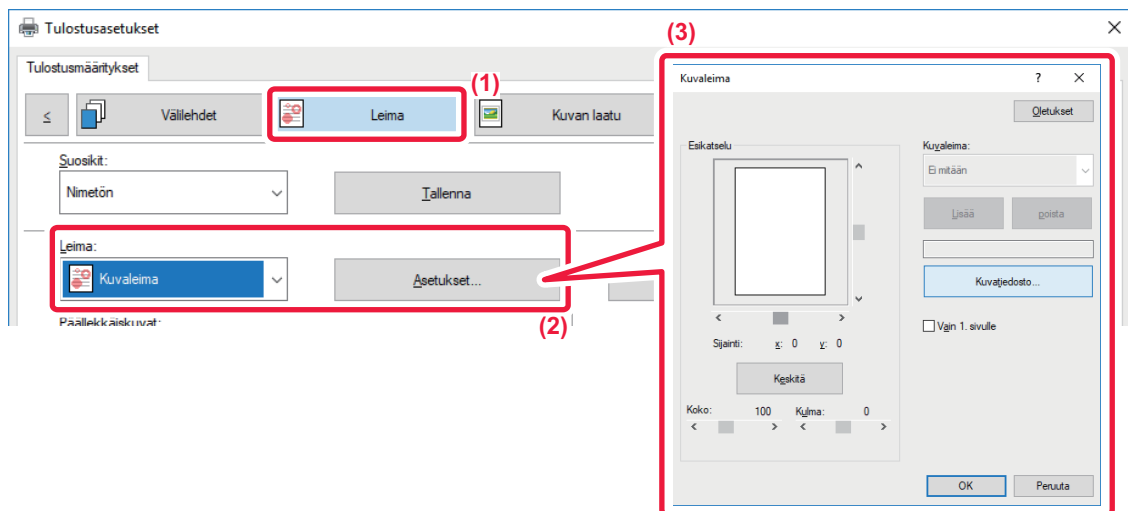 Tulostusasetukset
Tulostusmääritykset
(1)
≤
Välilehdet
Leima
Kuvan laatu
Suosikit:
Nimetön
Tallenna
Leima:
Kuvaleima
Asetukset...
(2)
Päällekkäiskuvat:
(3)
Kuvaleima
?
Oletukset
Esikatselu
Kuvaleima:
Ei mitään
Lisää
poista
Kuvatiedosto...
Vain 1. sivulle
Sijainti: x: 0 y: 0
Keskitä
Koko: 100 Kulma: 0
OK
Peruuta